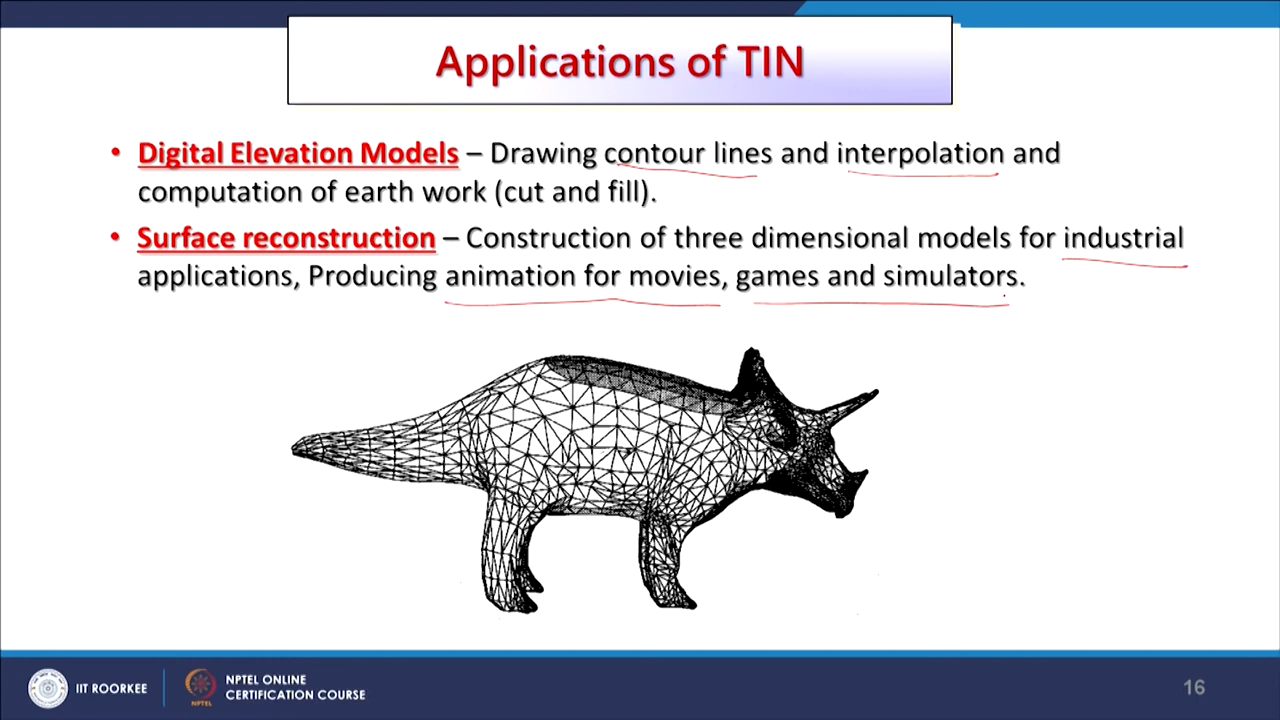 Applications of TIN
• Digital Elevation Models – Drawing contour lines and interpolation and
computation of earth work (cut and fill).
• Surface reconstruction – Construction of three dimensional models for industrial
applications, Producing animation for movies, games and simulators.
IIT ROORKEE
NPTEL
NPTEL ONLINE
CERTIFICATION COURSE
16